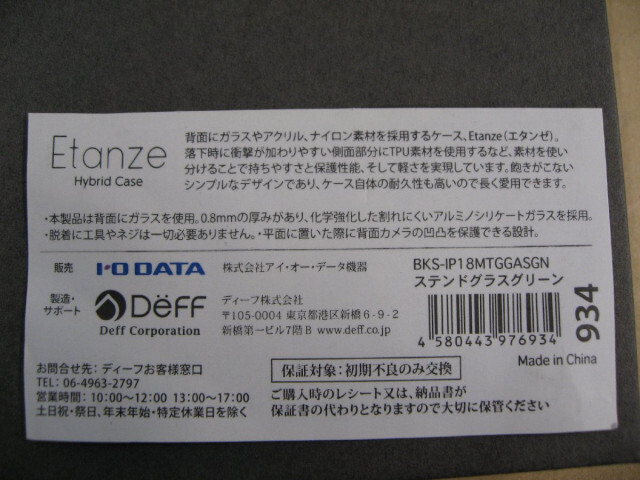 Etanze
Hybrid Case
背面にガラスやアクリル、ナイロン素材を採用するケース、Etanze(エタンゼ)。
落下時に衝撃が加わりやすい側面部分にTPU素材を使用するなど、素材を使い
分けることで持ちやすさと保護性能、そして軽さを実現しています。飽きがこない
シンプルなデザインであり、ケース自体の耐久性も高いので長く愛用できます。
・本製品は背面にガラスを使用。0.8mmの厚みがあり、化学強化した割れにくいアルミノシリケートガラスを採用。
・脱着に工具やネジは一切必要ありません。・平面に置いた際に背面カメラの凹凸を保護できる設計。
販売 I-O DATA 株式会社アイ・オー・データ機器
製造・
サポート
DËFF
Deff Corporation
ディーフ株式会社
〒105-0004 東京都港区新橋6-9-2
新橋第一ビル7階B www.deff.co.jp
BKS-IP18MTGGASGN
ステンドグラスグリーン
4 580443 976934
934
Made in China
お問合せ先:ディーフお客様窓口
TEL: 06-4963-2797
営業時間:10:00〜12:00 13:00〜17:00
土日祝・祭日、年末年始・特定休業日を除く
保証対象:初期不良のみ交換
ご購入時のレシート又は、納品書が
保証書の代わりとなりますので大切に保管ください